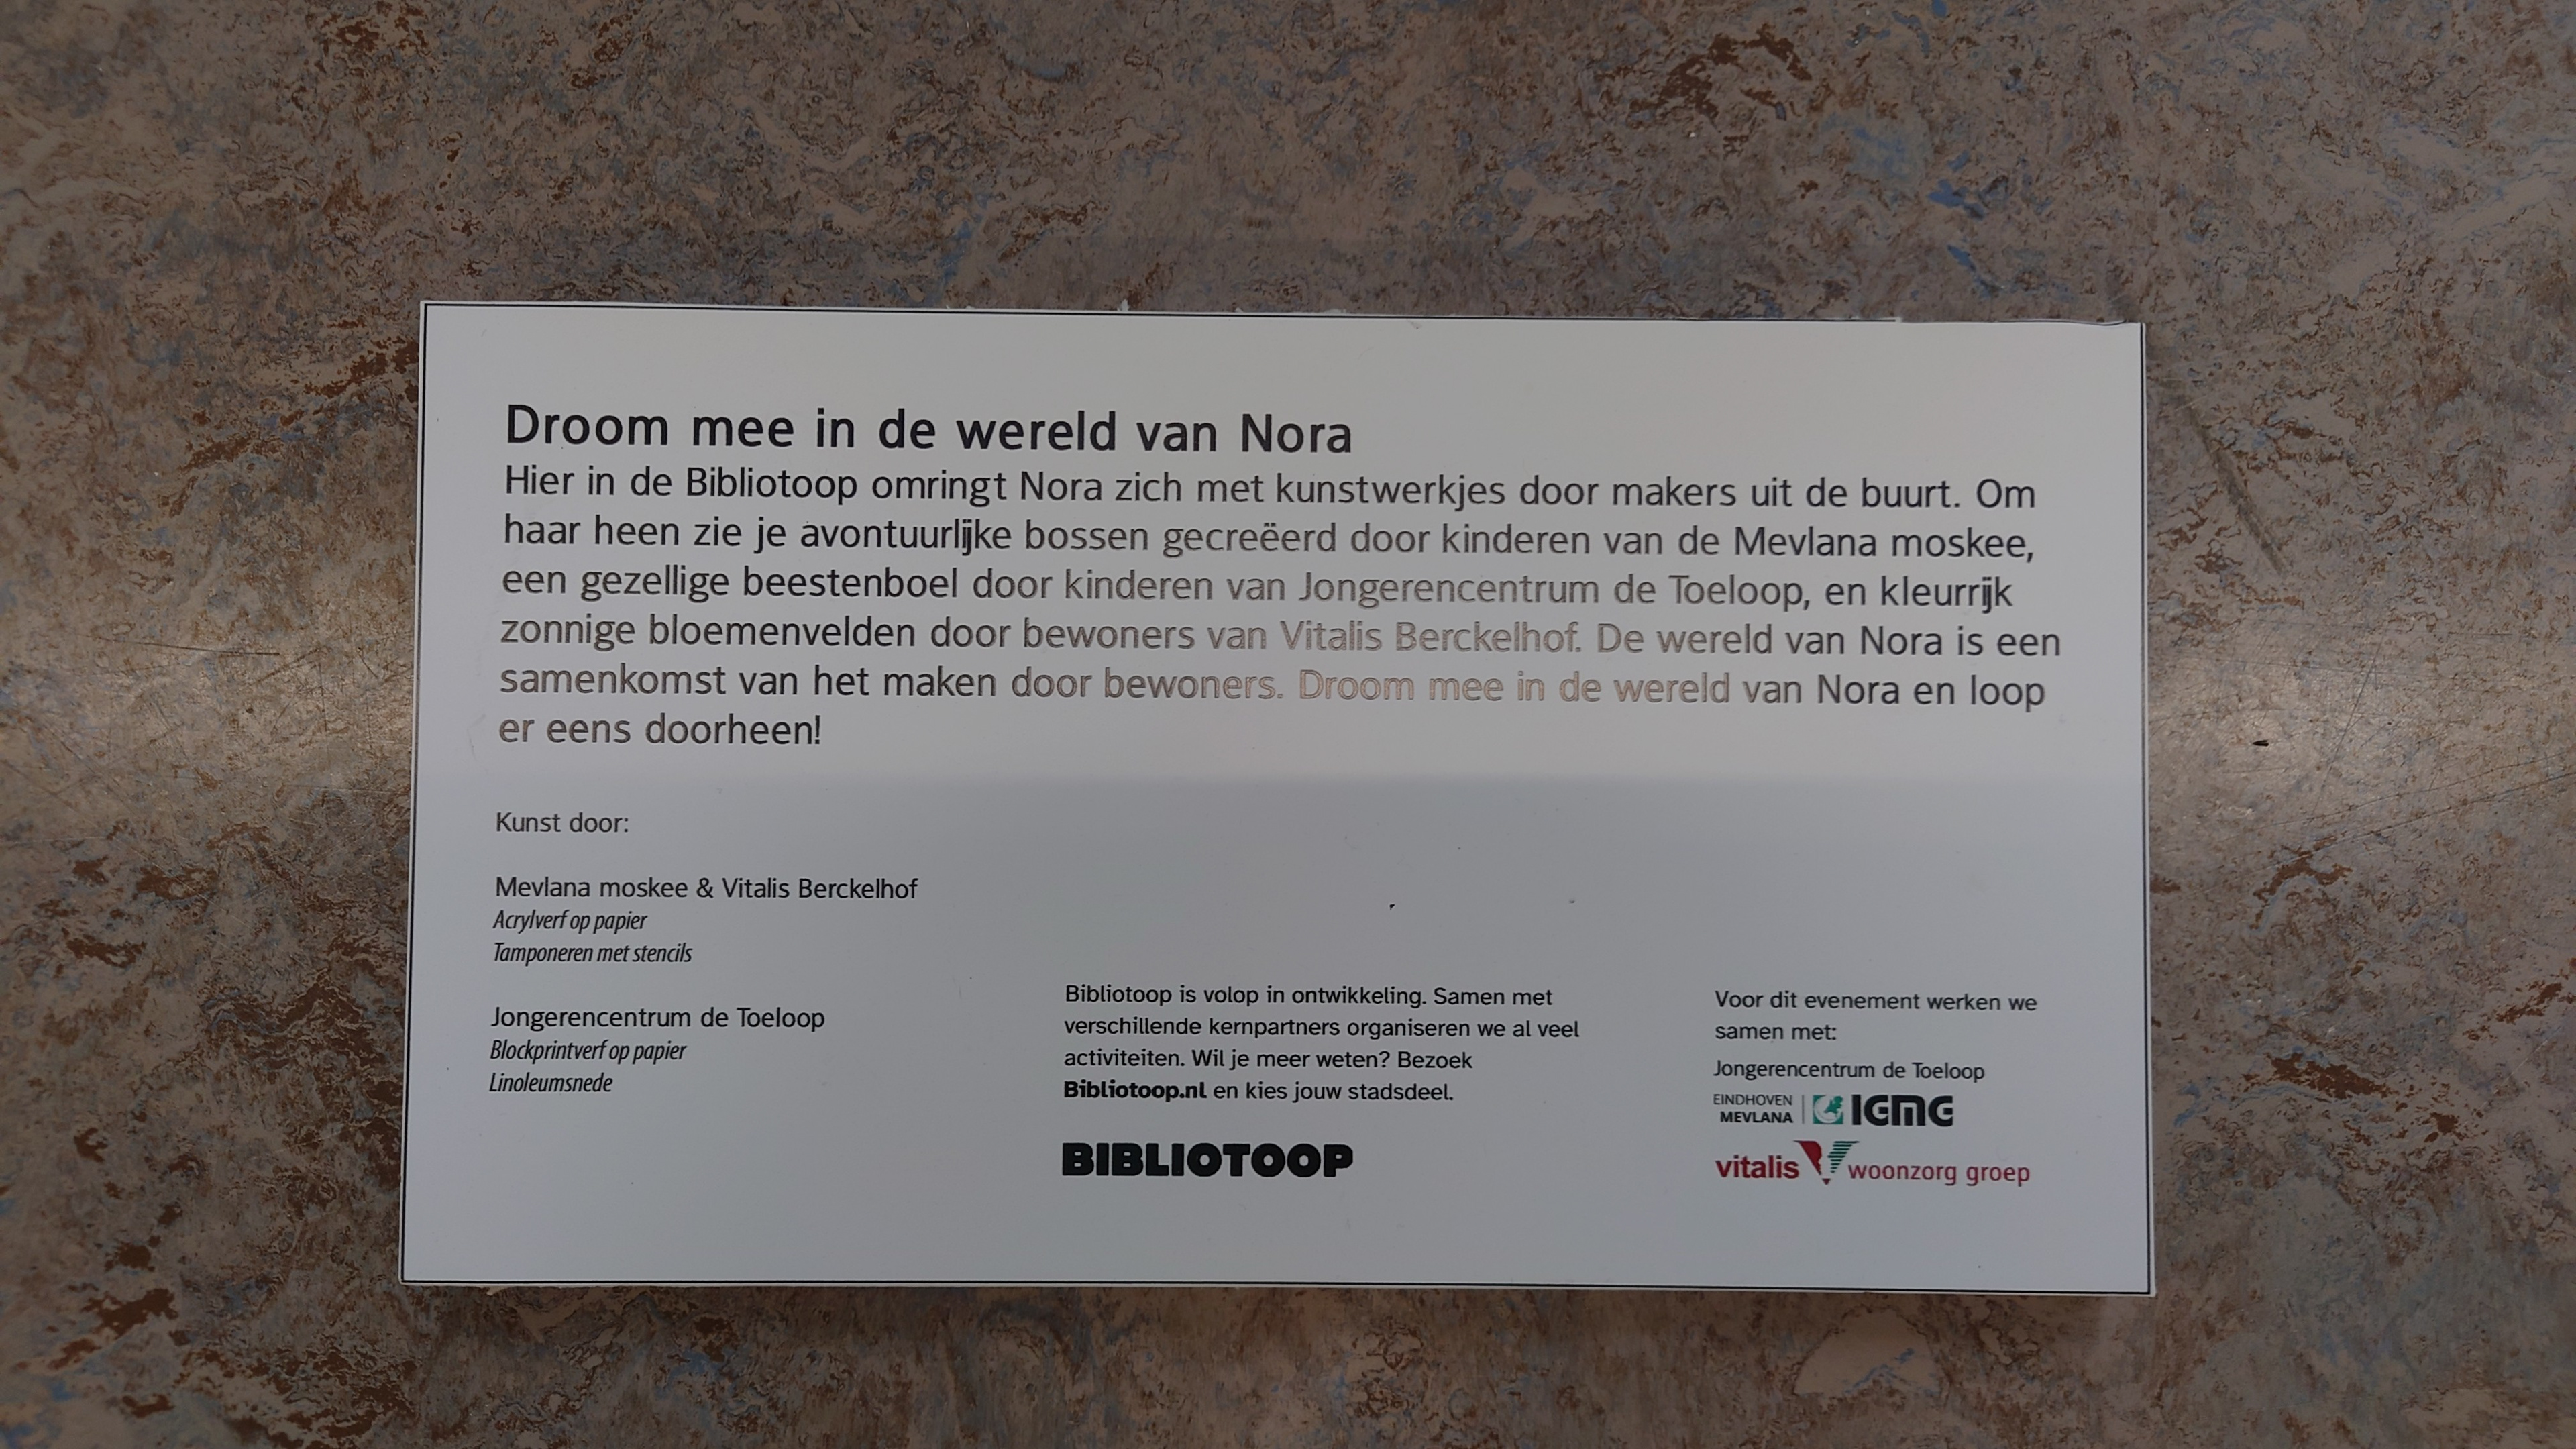 Droom mee in de wereld van Nora
Hier in de Bibliotoop omringt Nora zich met kunstwerkjes door makers uit de buurt. Om
haar heen zie je avontuurlijke bossen gecreëerd door kinderen van de Mevlana moskee,
een gezellige beestenboel door kinderen van Jongerencentrum de Toeloop, en kleurrijk
zonnige bloemenvelden door bewoners van Vitalis Berckelhof. De wereld van Nora is een
samenkomst van het maken door bewoners. Droom mee in de wereld van Nora en loop
er eens doorheen!
Kunst door:
Mevlana moskee & Vitalis Berckelhof
Acrylverf op papier
Tamponeren met stencils
Jongerencentrum de Toeloop
Blockprintverf op papier
Linoleumsnede
Bibliotoop is volop in ontwikkeling. Samen met
verschillende kernpartners organiseren we al veel
activiteiten. Wil je meer weten? Bezoek
Bibliotoop.nl en kies jouw stadsdeel.
BIBLIOTOOP
Voor dit evenement werken we
samen met:
Jongerencentrum de Toeloop
EINDHOVEN
MEVLANA
IGMG
vitalis woonzorg groep